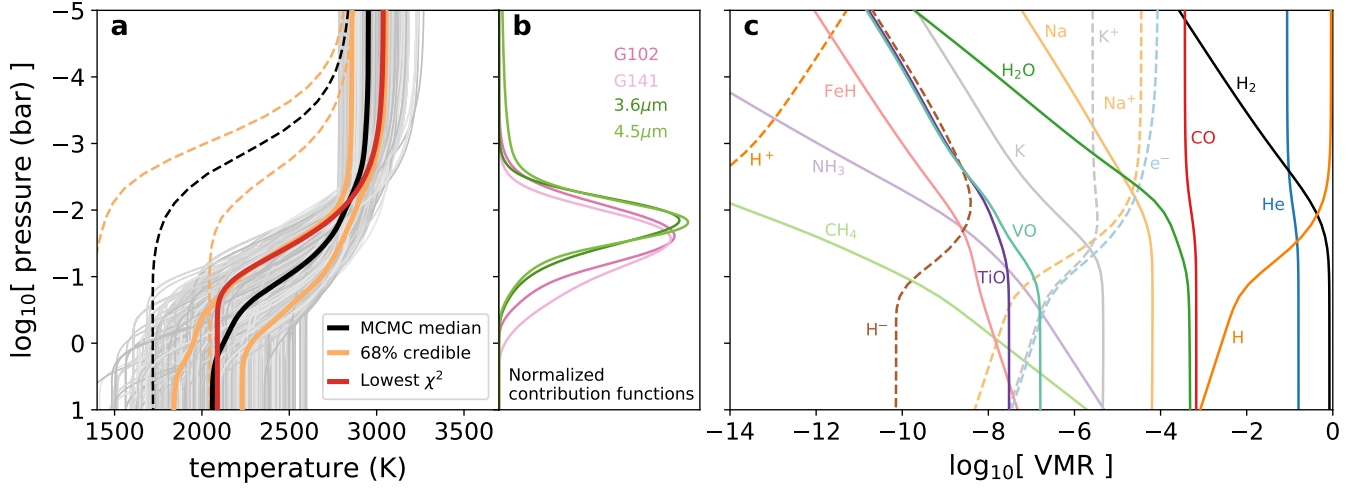 a
b
c
log₁₀[ pressure (bar) ]
−5
−4
−3
−2
−1
0
1
MCMC median
68% credible
Lowest χ²
1400
2000
2500
3000
3500
temperature (K)
G102
G141
3.6μm
4.5μm
Normalized
contribution functions
Na
K⁺
H₂O
H₂
FeH
Na⁺
CO
H⁺
NH₃
K
e⁻
He
CH₄
VO
TiO
H⁻
H
−14
−12
−10
−8
−6
−4
−2
0
log₁₀[ VMR ]